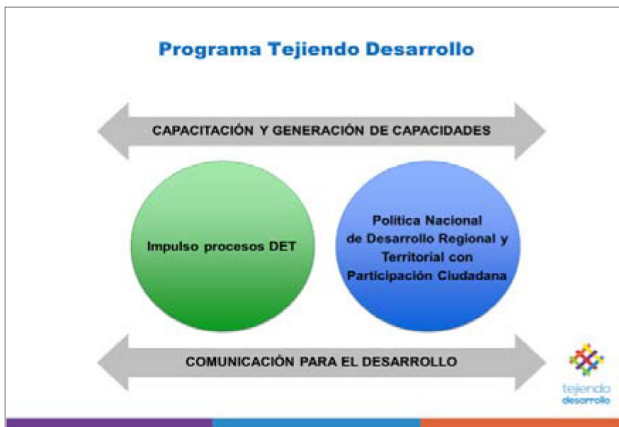 Programa Tejiendo Desarrollo
CAPACITACIÓN Y GENERACIÓN DE CAPACIDADES
Impulso procesos DET
Política Nacional
de Desarrollo Regional y
Territorial con
Participación Ciudadana
COMUNICACIÓN PARA EL DESARROLLO
tejiendo
desarrollo